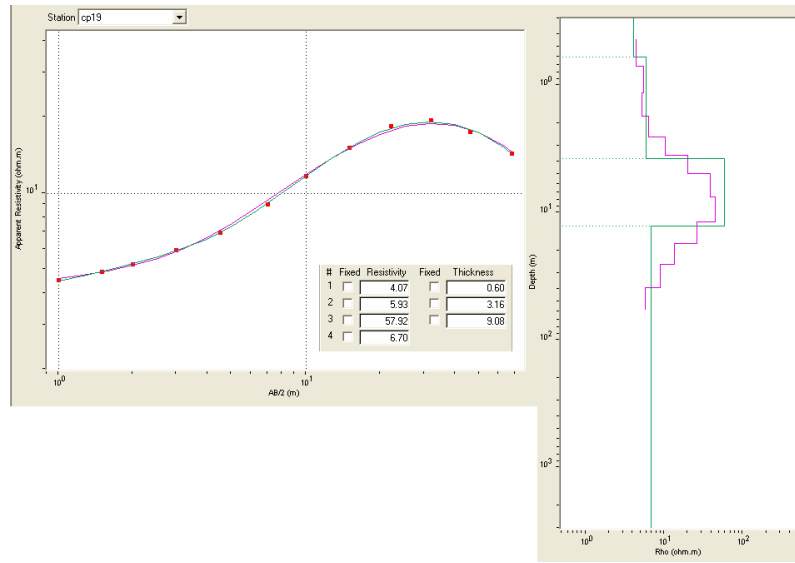 Station cp19
Apparent Resistivity (ohm.m)
10¹
# Fixed Resistivity Fixed Thickness
1 4.07 0.60
2 5.93 3.16
3 57.92 9.08
4 6.70
10⁰ 10¹
AB/2 (m)
Depth (m)
10⁰
10¹
10²
10³
10⁰ 10¹ 10²
Rho (ohm.m)